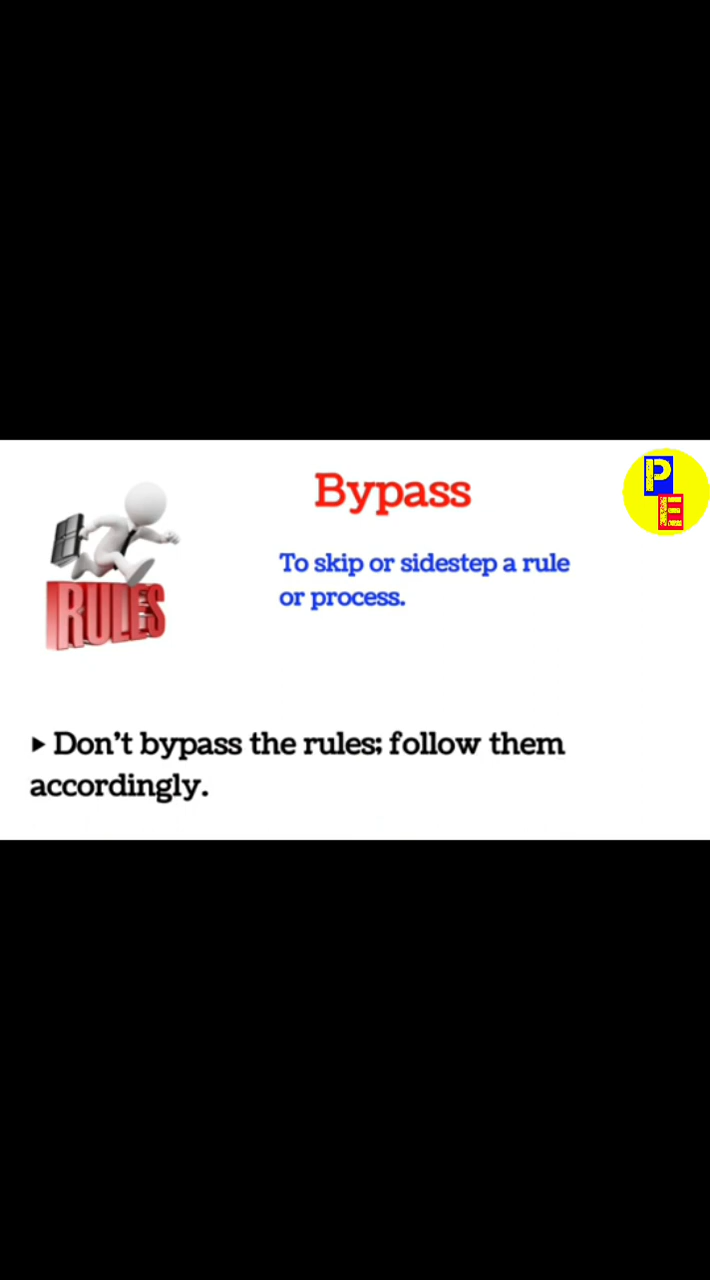 Bypass
P
E
To skip or sidestep a rule
or process.
RULES
▸ Don't bypass the rules; follow them
accordingly.